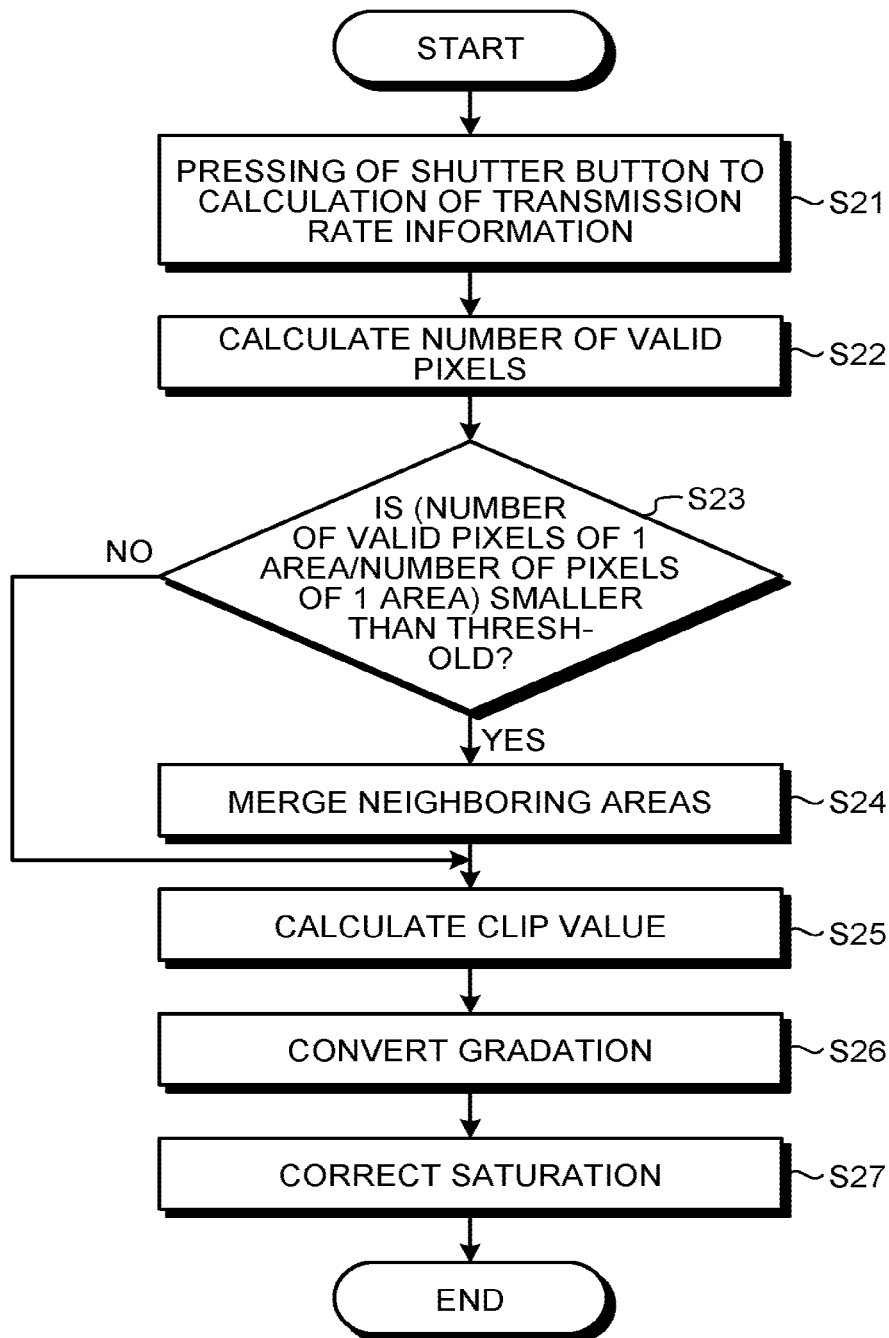 START
PRESSING OF SHUTTER BUTTON TO
CALCULATION OF TRANSMISSION
RATE INFORMATION
S21
CALCULATE NUMBER OF VALID
PIXELS
S22
S23
IS (NUMBER
OF VALID PIXELS OF 1
AREA/NUMBER OF PIXELS
OF 1 AREA) SMALLER
THAN THRESH-
OLD?
NO
YES
MERGE NEIGHBORING AREAS
S24
CALCULATE CLIP VALUE
S25
CONVERT GRADATION
S26
CORRECT SATURATION
S27
END